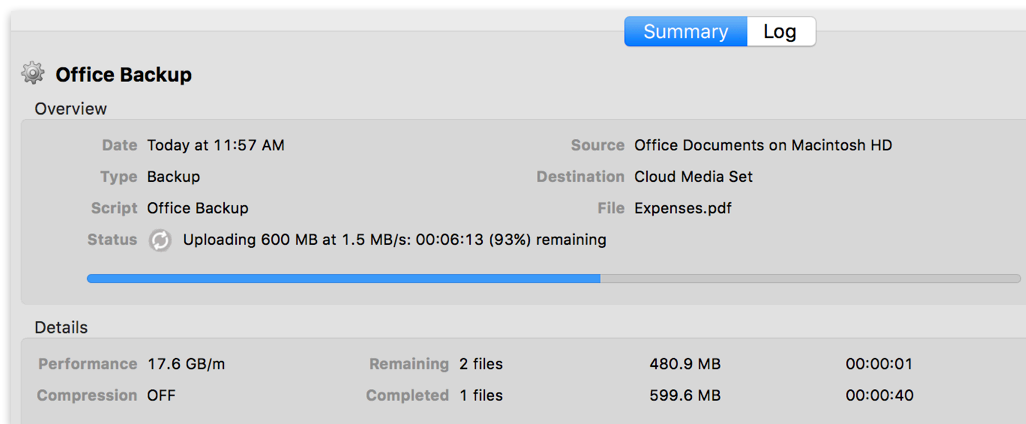 Summary Log
Office Backup
Overview
Date Today at 11:57 AM Source Office Documents on Macintosh HD
Type Backup Destination Cloud Media Set
Script Office Backup File Expenses.pdf
Status Uploading 600 MB at 1.5 MB/s: 00:06:13 (93%) remaining
Details
Performance 17.6 GB/m Remaining 2 files 480.9 MB 00:00:01
Compression OFF Completed 1 files 599.6 MB 00:00:40